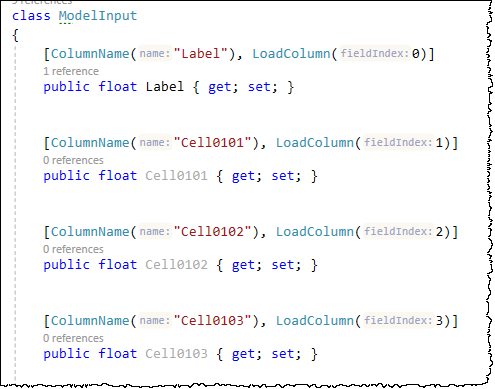 class ModelInput
{
[ColumnName(name:"Label"), LoadColumn(fieldIndex:0)]
1 reference
public float Label { get; set; }
[ColumnName(name:"Cell0101"), LoadColumn(fieldIndex:1)]
0 references
public float Cell0101 { get; set; }
[ColumnName(name:"Cell0102"), LoadColumn(fieldIndex:2)]
0 references
public float Cell0102 { get; set; }
[ColumnName(name:"Cell0103"), LoadColumn(fieldIndex:3)]
0 references
public float Cell0103 { get; set; }